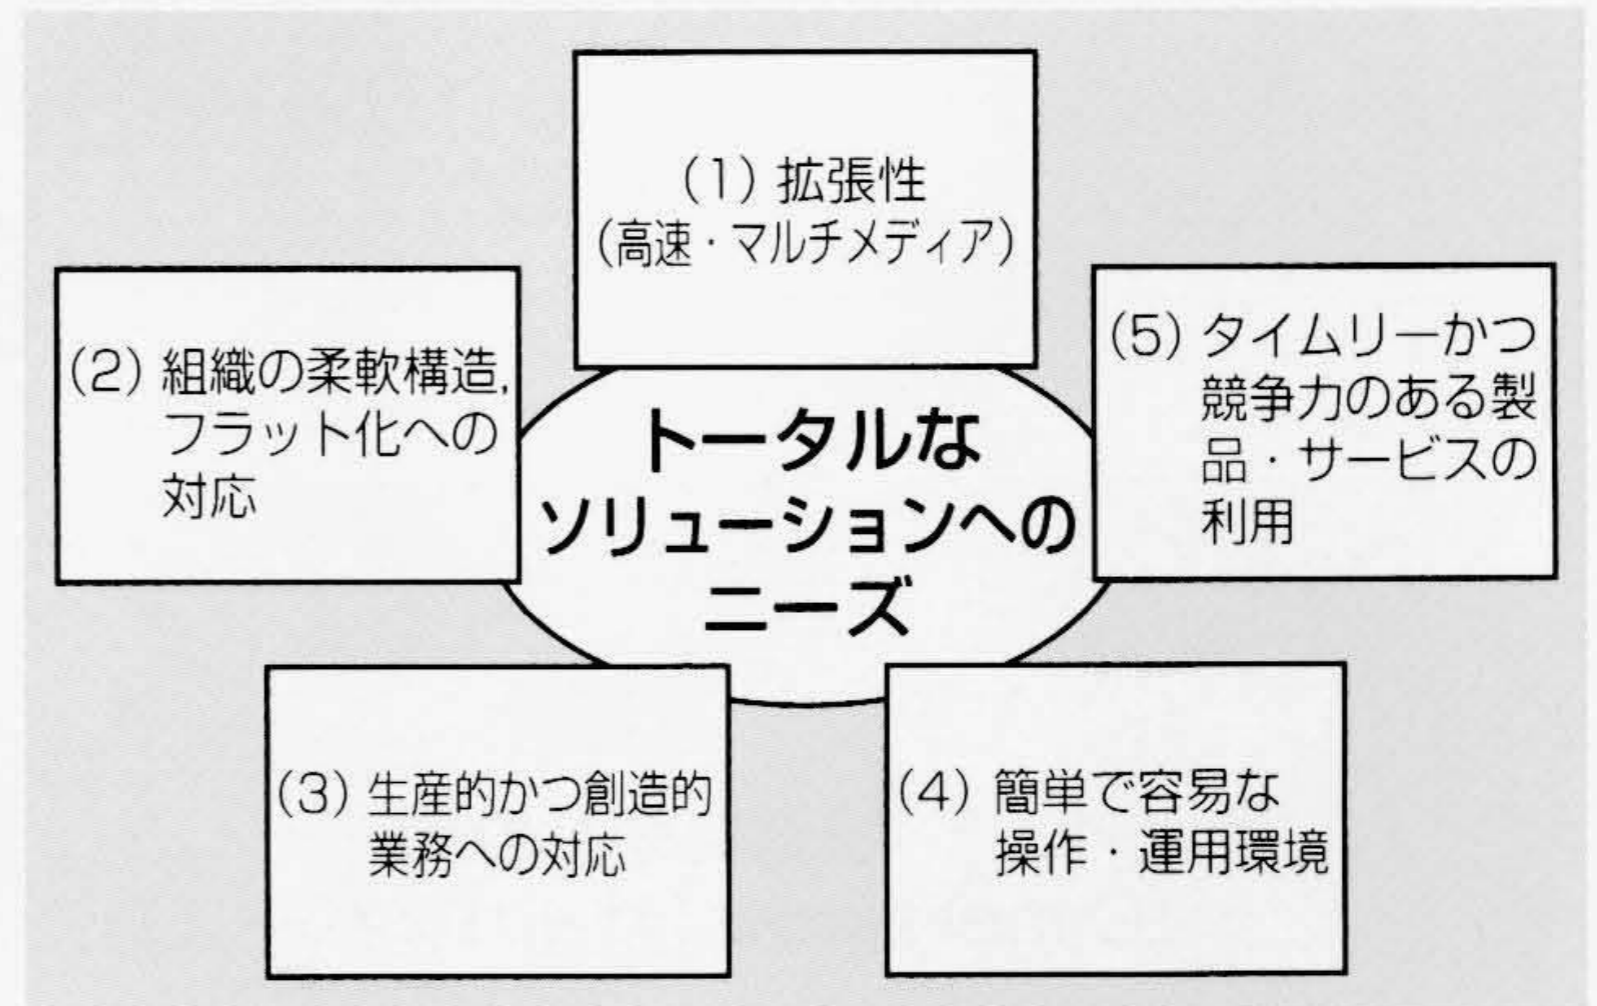 (1) 拡張性
(高速・マルチメディア)
(2) 組織の柔軟構造,
フラット化への
対応
トータルな
ソリューションへの
ニーズ
(5) タイムリーかつ
競争力のある製
品・サービスの
利用
(3) 生産的かつ創造的
業務への対応
(4) 簡単で容易な
操作・運用環境